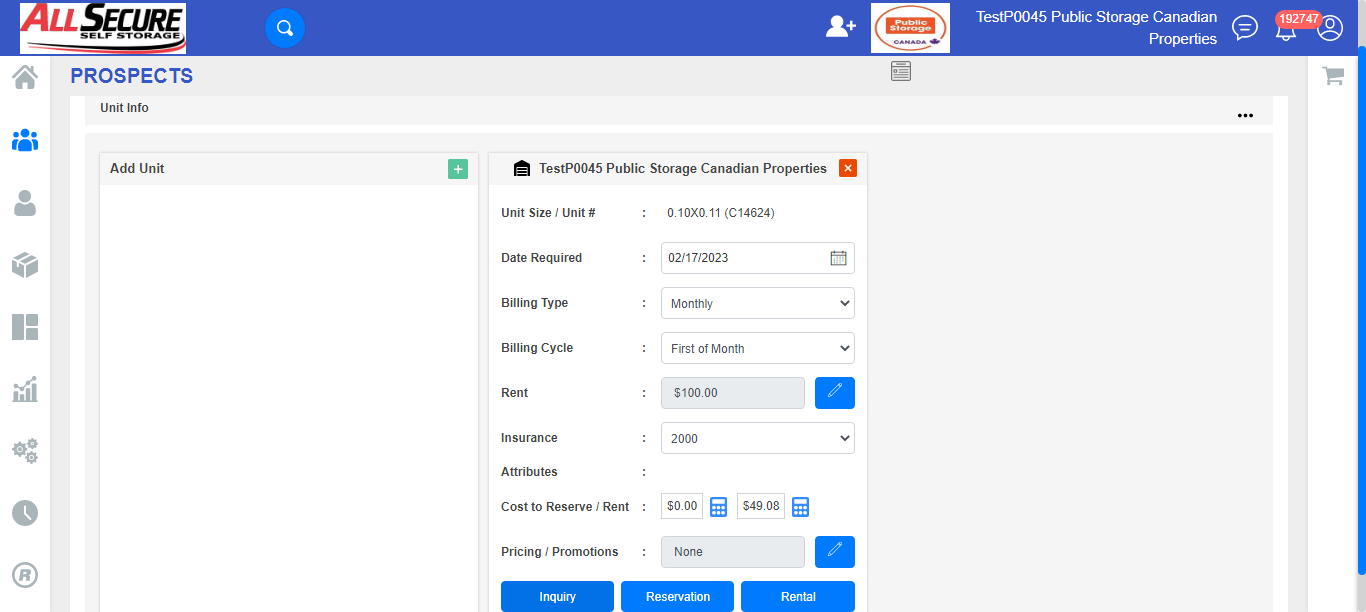 ALLSECURE
SELF STORAGE
Public
Storage
CANADA
TestP0045 Public Storage Canadian
Properties
192747
PROSPECTS
Unit Info
Add Unit
TestP0045 Public Storage Canadian Properties
Unit Size / Unit # : 0.10X0.11 (C14624)
Date Required : 02/17/2023
Billing Type : Monthly
Billing Cycle : First of Month
Rent : $100.00
Insurance : 2000
Attributes :
Cost to Reserve / Rent : $0.00 $49.08
Pricing / Promotions : None
Inquiry Reservation Rental
R